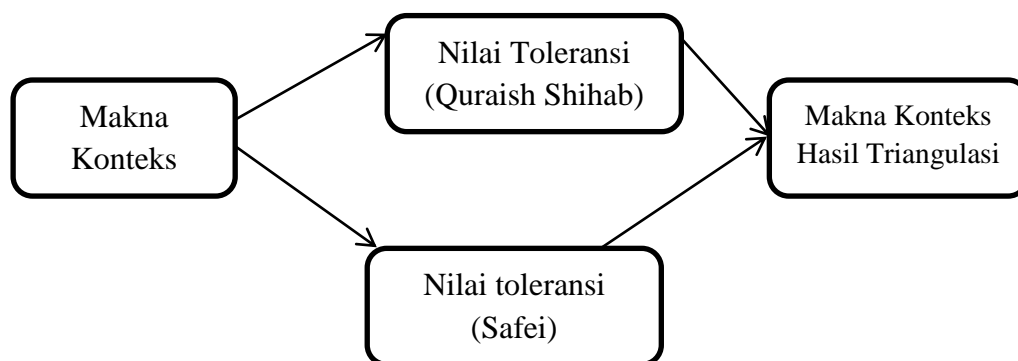 Makna
Konteks
Nilai Toleransi
(Quraish Shihab)
Nilai toleransi
(Safei)
Makna Konteks
Hasil Triangulasi